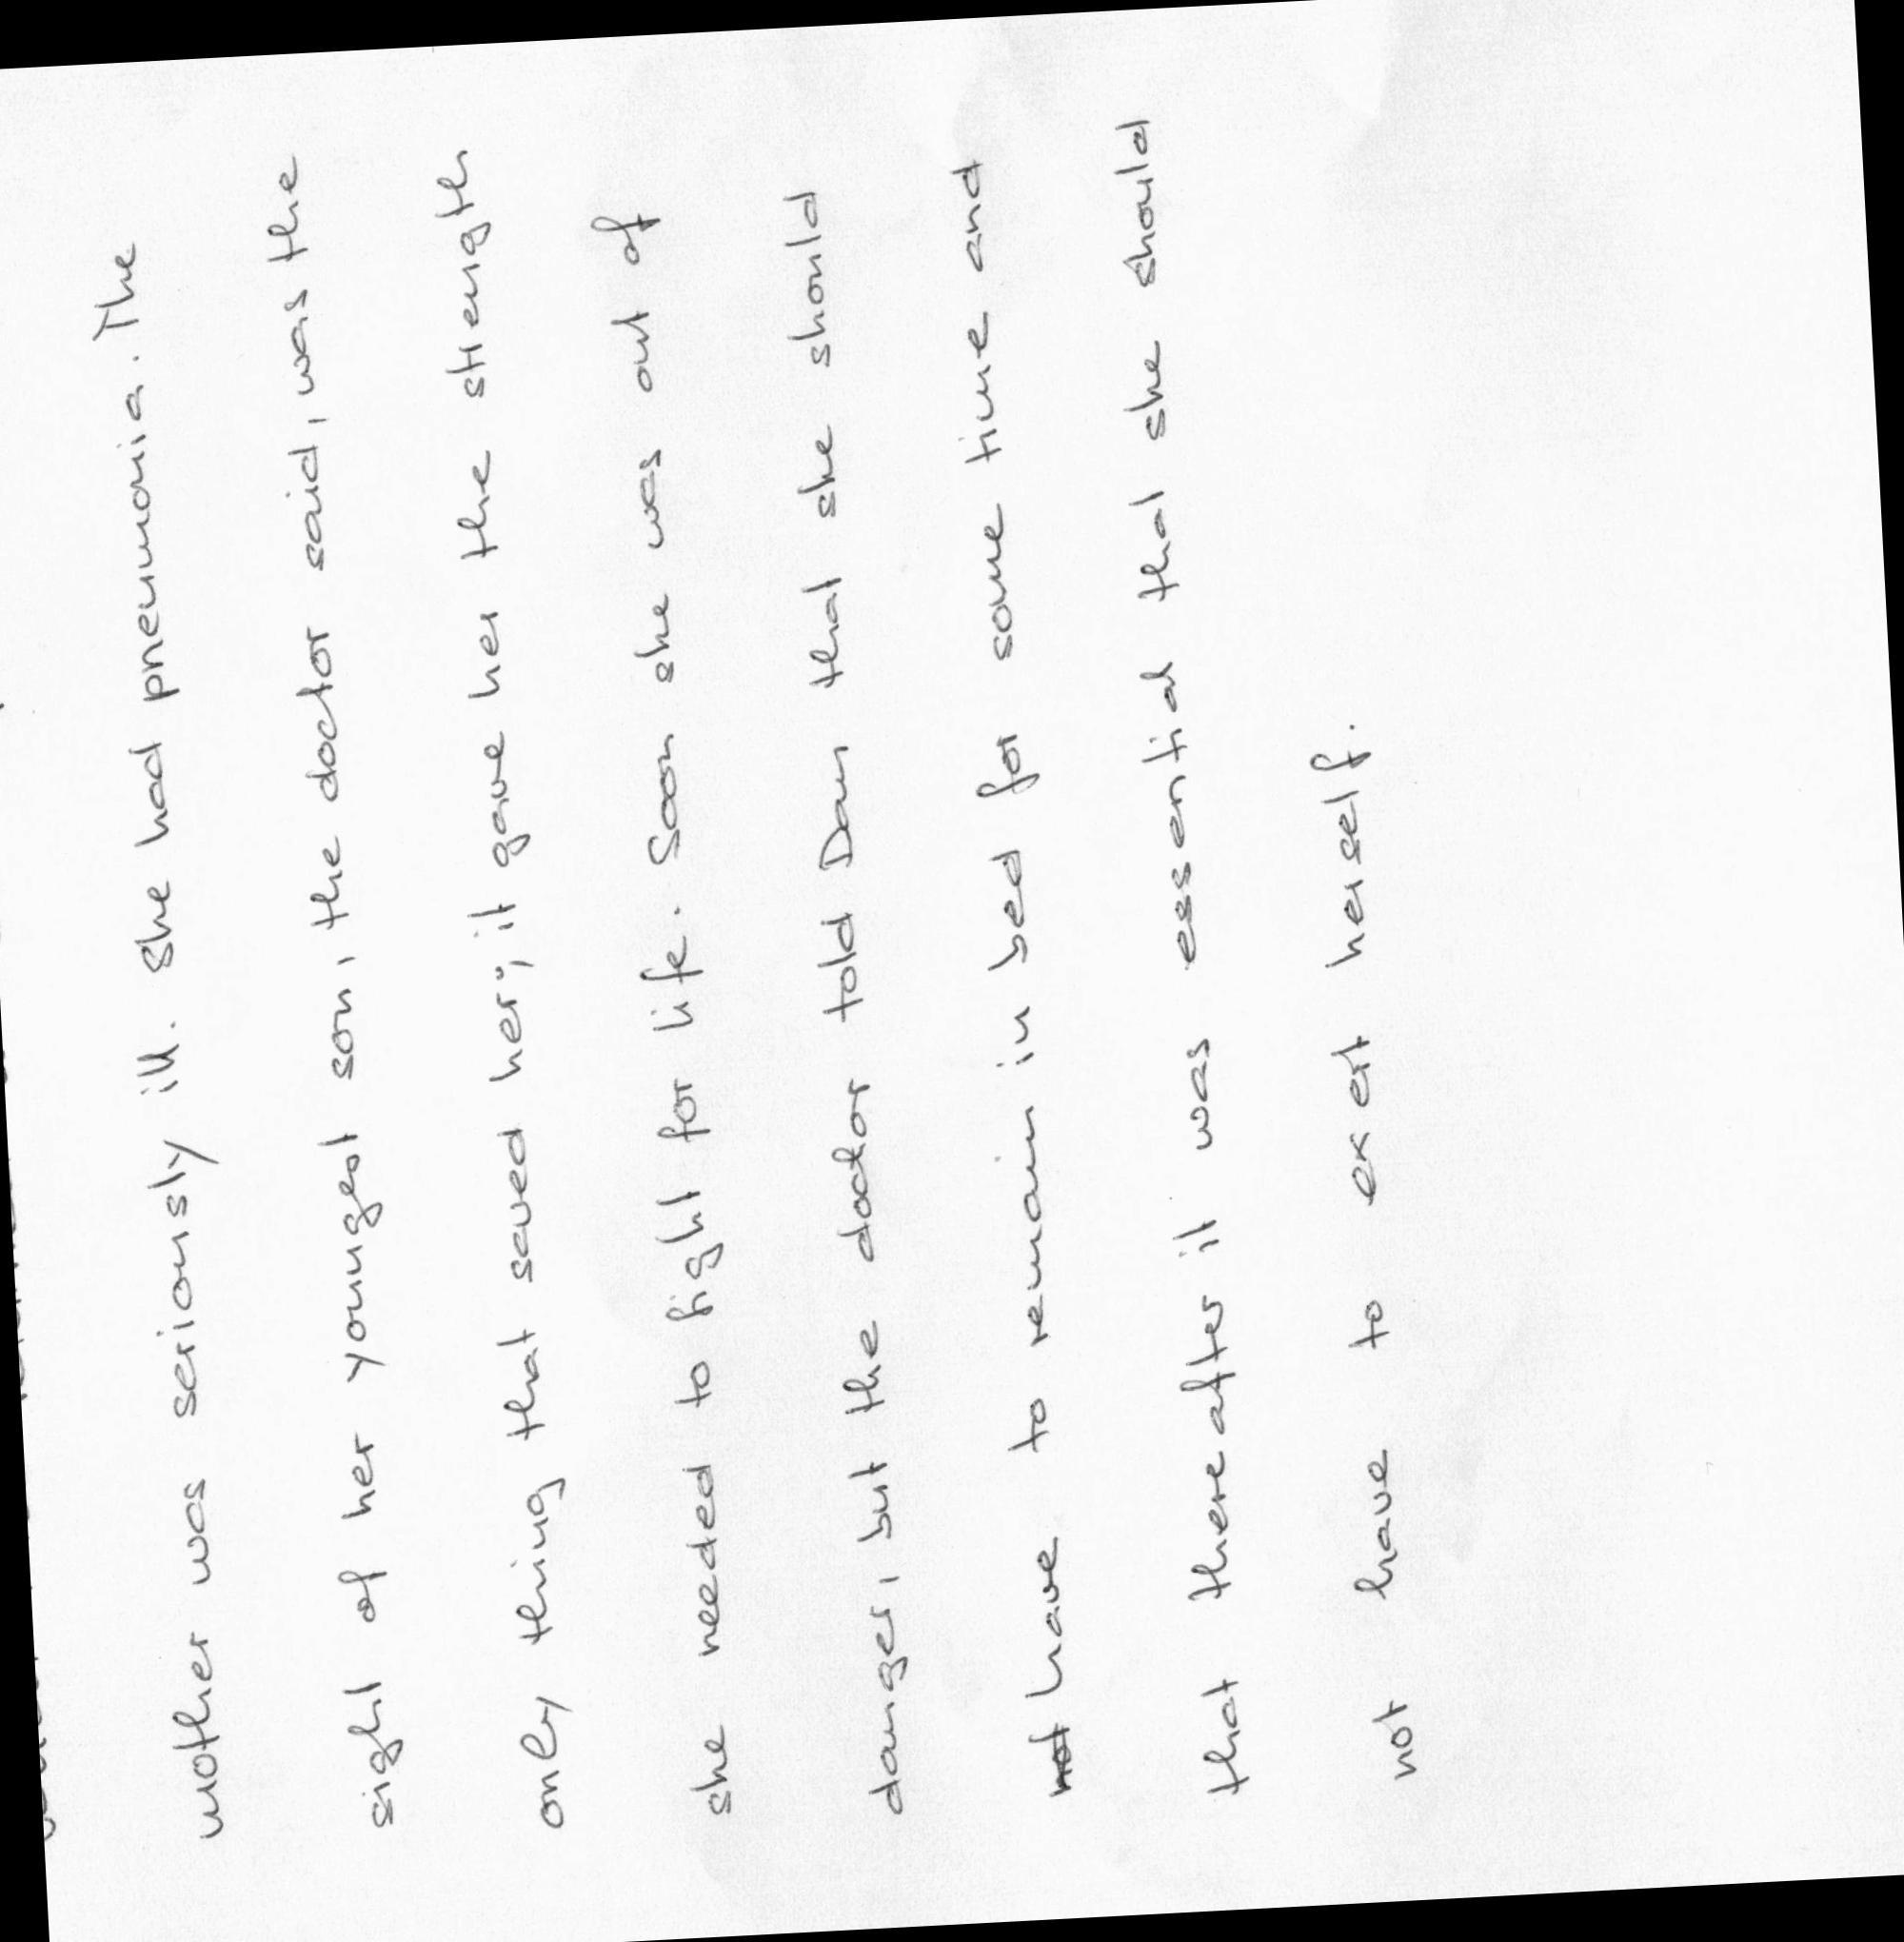 mother was seriously ill. She had pneumonia. The
sight of her youngest son, the doctor said, was the
only thing that saved her; it gave her the strength
she needed to fight for life. Soon she was out of
danger, but the doctor told Dan that she should
have to remain in bed for some time and
that thereafter it was essential that she should
not have to exert herself.